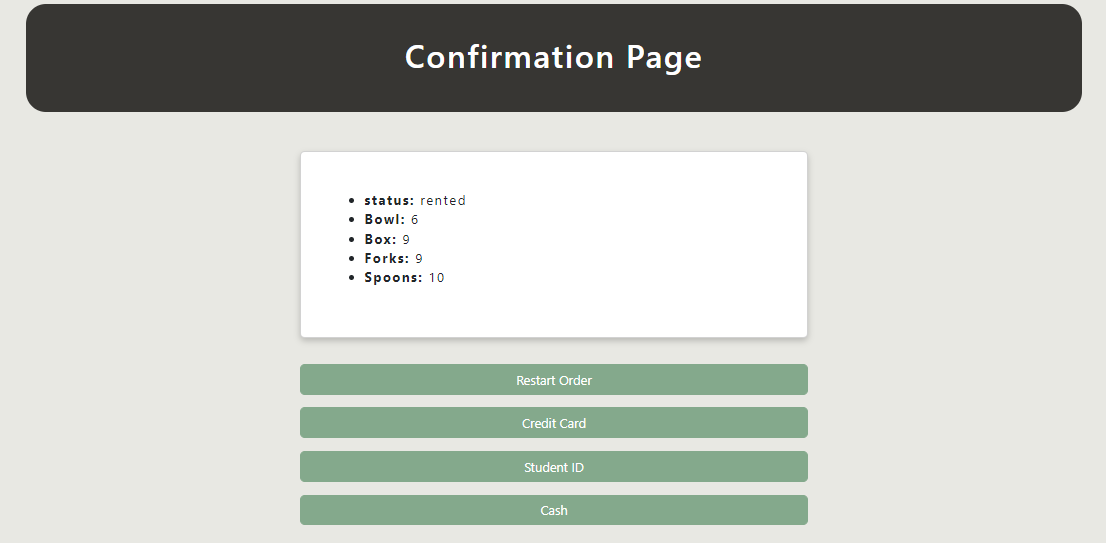 Confirmation Page
status: rented
Bowl: 6
Box: 9
Forks: 9
Spoons: 10
Restart Order
Credit Card
Student ID
Cash